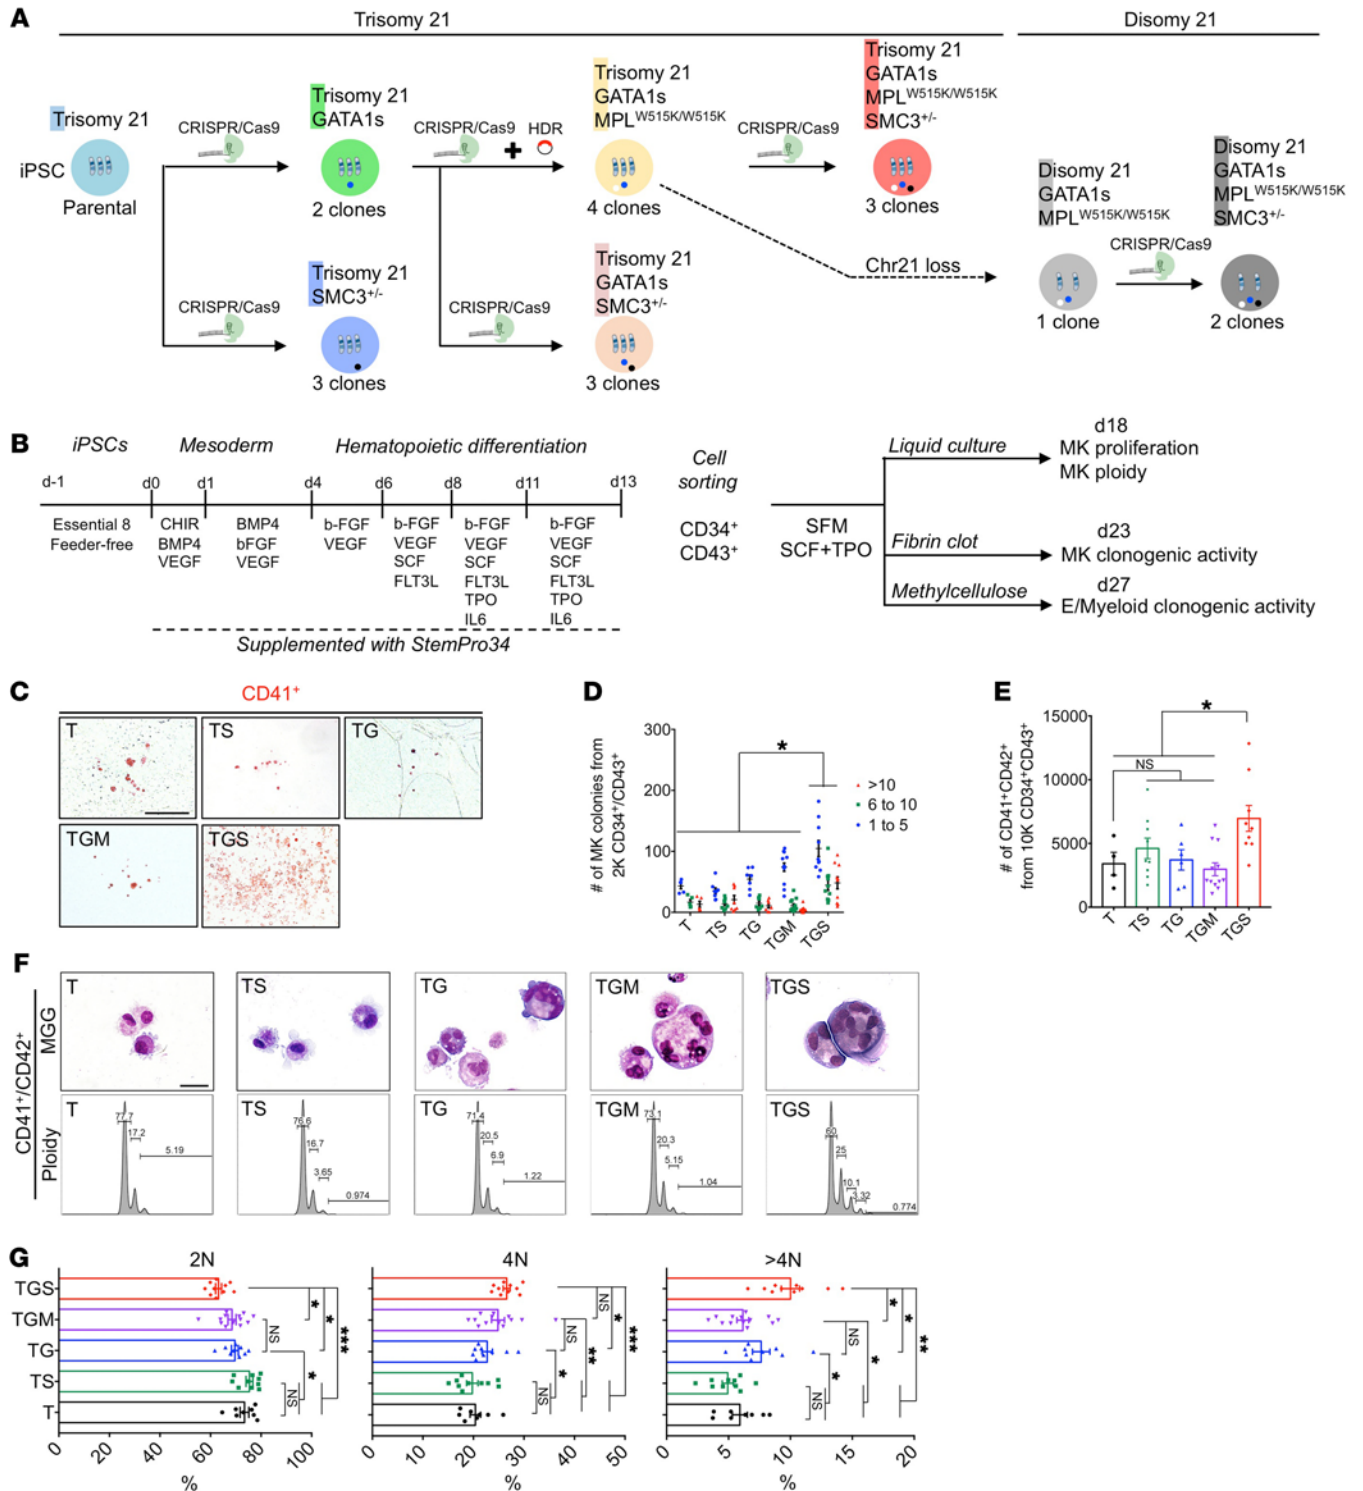 A
Trisomy 21
Disomy 21
Trisomy 21
iPSC
Parental
CRISPR/Cas9
Trisomy 21
GATA1s
2 clones
CRISPR/Cas9
HDR
Trisomy 21
GATA1s
MPL^W515K/W515K
4 clones
CRISPR/Cas9
Trisomy 21
GATA1s
MPL^W515K/W515K
SMC3+/-
3 clones
CRISPR/Cas9
Trisomy 21
SMC3+/-
3 clones
CRISPR/Cas9
Trisomy 21
GATA1s
SMC3+/-
3 clones
Chr21 loss
Disomy 21
GATA1s
MPL^W515K/W515K
1 clone
CRISPR/Cas9
Disomy 21
GATA1s
MPL^W515K/W515K
SMC3+/-
2 clones
B
iPSCs
Mesoderm
Hematopoietic differentiation
d-1 d0 d1 d4 d6 d8 d11 d13
Essential 8
Feeder-free
CHIR
BMP4
VEGF
BMP4
bFGF
VEGF
b-FGF
VEGF
b-FGF
VEGF
SCF
FLT3L
b-FGF
VEGF
SCF
FLT3L
TPO
IL6
b-FGF
VEGF
SCF
FLT3L
TPO
IL6
Supplemented with StemPro34
Cell
sorting
CD34+
CD43+
SFM
SCF+TPO
Liquid culture
d18
MK proliferation
MK ploidy
Fibrin clot
d23
MK clonogenic activity
Methylcellulose
d27
E/Myeloid clonogenic activity
C
CD41+
T
TS
TG
TGM
TGS
D
# of MK colonies from
2K CD34+/CD43+
300
200
100
0
*
>10
6 to 10
1 to 5
T TS TG TGM TGS
E
# of CD41+CD42+
from 10K CD34+CD43+
15000
10000
5000
0
*
NS
T TS TG TGM TGS
F
CD41+/CD42+
MGG
T
TS
TG
TGM
TGS
Ploidy
T
77.7
17.2
5.19
TS
76.6
16.7
3.65
0.974
TG
71.4
20.5
6.9
1.22
TGM
73.1
20.3
5.15
1.04
TGS
60
25
10.1
3.32
0.774
G
2N
TGS
TGM
TG
TS
T
NS
NS
*
*
*
***
0 20 40 60 80 100
%
4N
NS
*
NS
**
NS
*
***
0 10 20 30 40 50
%
>4N
NS
*
NS
*
*
*
**
0 5 10 15 20
%